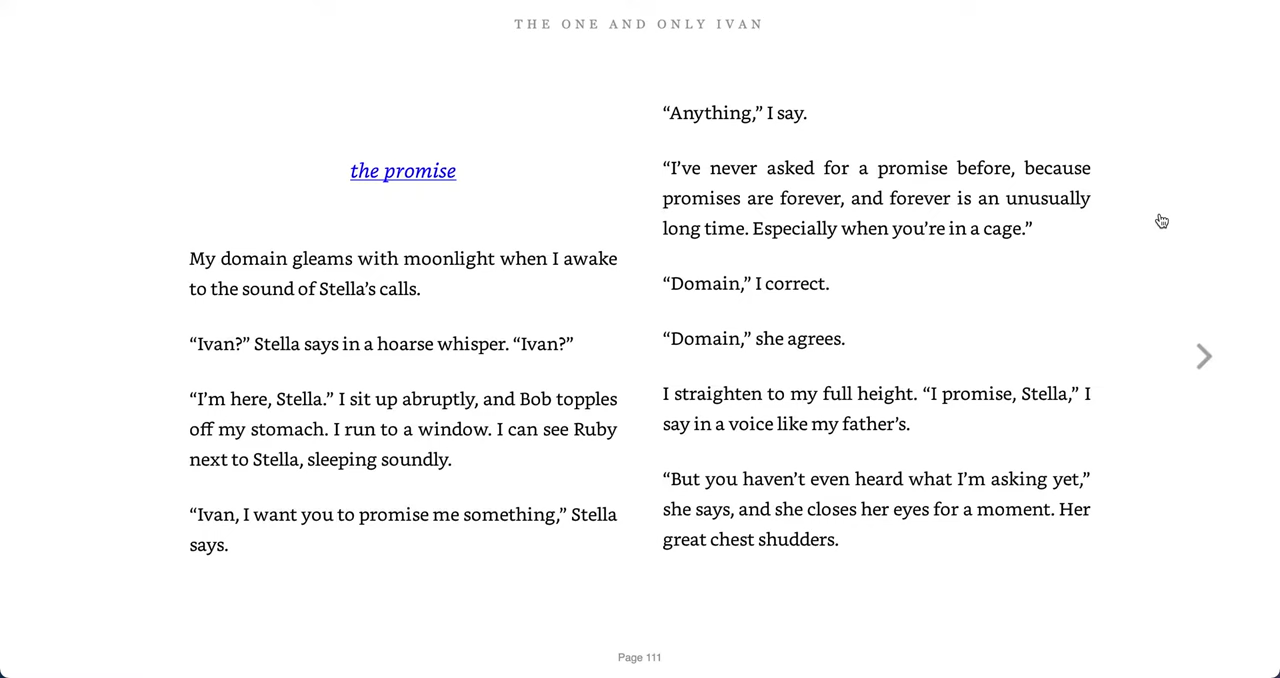 THE ONE AND ONLY IVAN
the promise
My domain gleams with moonlight when I awake
to the sound of Stella’s calls.
“Ivan?” Stella says in a hoarse whisper. “Ivan?”
“I’m here, Stella.” I sit up abruptly, and Bob topples
off my stomach. I run to a window. I can see Ruby
next to Stella, sleeping soundly.
“Ivan, I want you to promise me something,” Stella
says.
“Anything,” I say.
“I’ve never asked for a promise before, because
promises are forever, and forever is an unusually
long time. Especially when you’re in a cage.”
“Domain,” I correct.
“Domain,” she agrees.
I straighten to my full height. “I promise, Stella,” I
say in a voice like my father’s.
“But you haven’t even heard what I’m asking yet,”
she says, and she closes her eyes for a moment. Her
great chest shudders.
Page 111